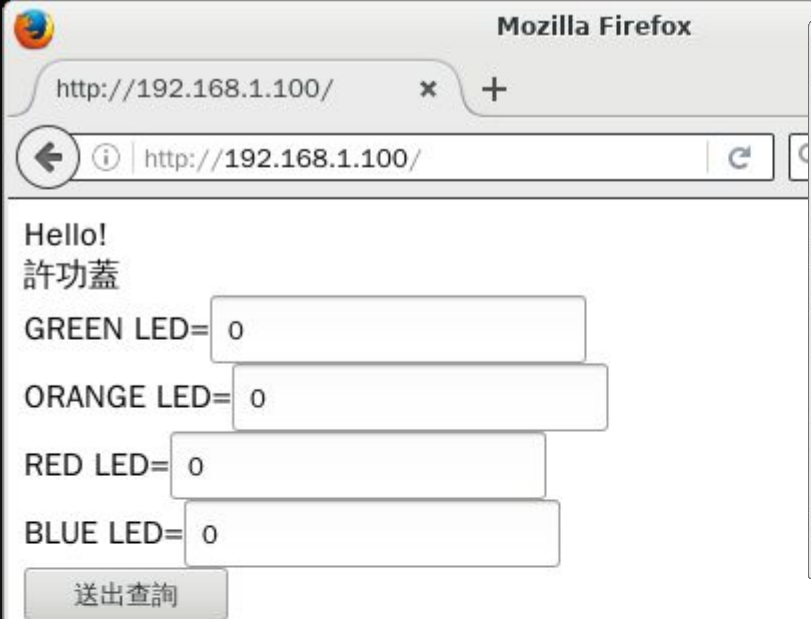 Mozilla Firefox
http://192.168.1.100/
http://192.168.1.100/
Hello!
許功蓋
GREEN LED= 0
ORANGE LED= 0
RED LED= 0
BLUE LED= 0
送出查詢